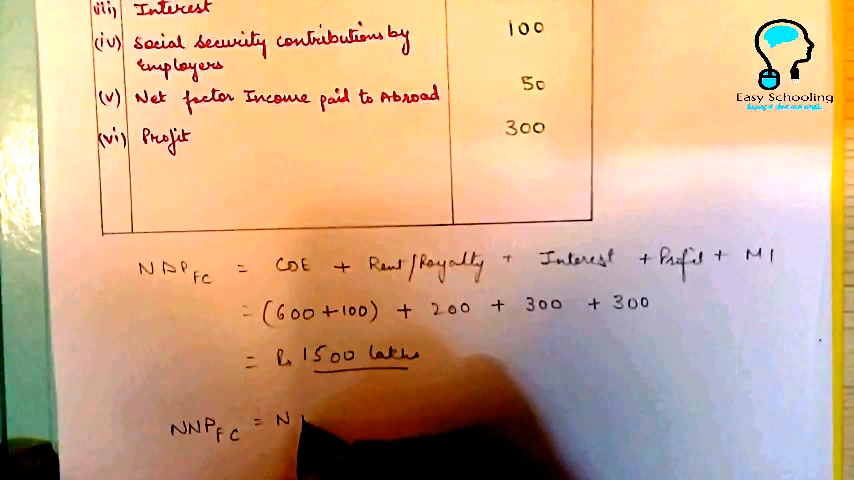 iii) Interest
(iv) Social Security contributions by 100
Employers
(v) Net factor Income paid to Abroad 50
(vi) Profit 300
NDP FC = COE + Rent/Royalty + Interest + Profit + MI
= (600+100) + 200 + 300 + 300
= Rs 1500 lakhs
NNP FC = N
Easy Schooling